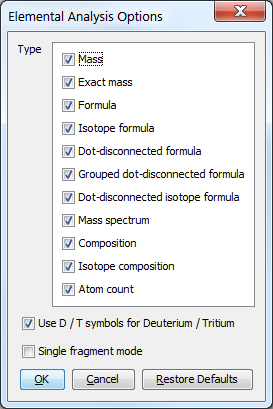 Elemental Analysis Options
Type
Mass
Exact mass
Formula
Isotope formula
Dot-disconnected formula
Grouped dot-disconnected formula
Dot-disconnected isotope formula
Mass spectrum
Composition
Isotope composition
Atom count
Use D / T symbols for Deuterium / Tritium
Single fragment mode
OK Cancel Restore Defaults